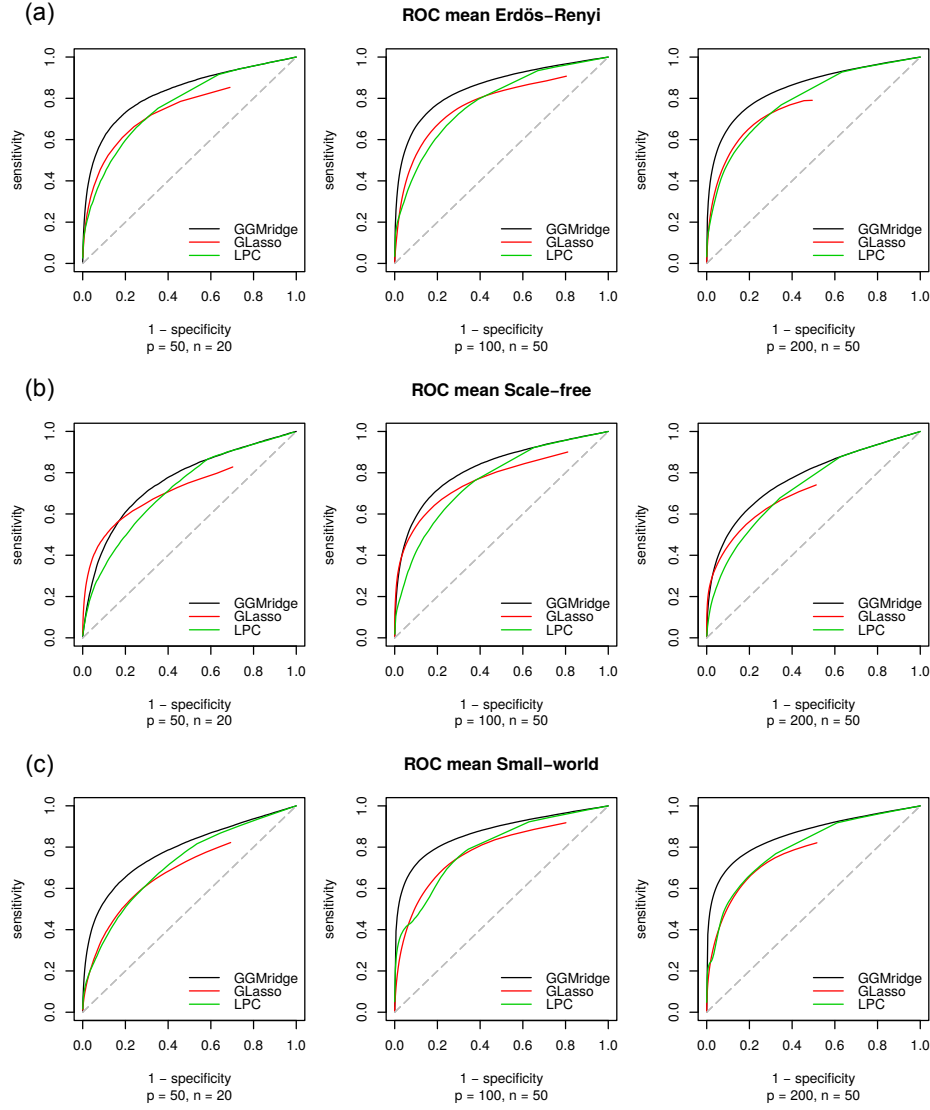 (a)
ROC mean Erdös−Renyi
sensitivity
0.0 0.2 0.4 0.6 0.8 1.0
GGMridge
GLasso
LPC
0.0 0.2 0.4 0.6 0.8 1.0
1 − specificity
p = 50, n = 20
sensitivity
0.0 0.2 0.4 0.6 0.8 1.0
GGMridge
GLasso
LPC
0.0 0.2 0.4 0.6 0.8 1.0
1 − specificity
p = 100, n = 50
sensitivity
0.0 0.2 0.4 0.6 0.8 1.0
GGMridge
GLasso
LPC
0.0 0.2 0.4 0.6 0.8 1.0
1 − specificity
p = 200, n = 50
(b)
ROC mean Scale−free
sensitivity
0.0 0.2 0.4 0.6 0.8 1.0
GGMridge
GLasso
LPC
0.0 0.2 0.4 0.6 0.8 1.0
1 − specificity
p = 50, n = 20
sensitivity
0.0 0.2 0.4 0.6 0.8 1.0
GGMridge
GLasso
LPC
0.0 0.2 0.4 0.6 0.8 1.0
1 − specificity
p = 100, n = 50
sensitivity
0.0 0.2 0.4 0.6 0.8 1.0
GGMridge
GLasso
LPC
0.0 0.2 0.4 0.6 0.8 1.0
1 − specificity
p = 200, n = 50
(c)
ROC mean Small−world
sensitivity
0.0 0.2 0.4 0.6 0.8 1.0
GGMridge
GLasso
LPC
0.0 0.2 0.4 0.6 0.8 1.0
1 − specificity
p = 50, n = 20
sensitivity
0.0 0.2 0.4 0.6 0.8 1.0
GGMridge
GLasso
LPC
0.0 0.2 0.4 0.6 0.8 1.0
1 − specificity
p = 100, n = 50
sensitivity
0.0 0.2 0.4 0.6 0.8 1.0
GGMridge
GLasso
LPC
0.0 0.2 0.4 0.6 0.8 1.0
1 − specificity
p = 200, n = 50